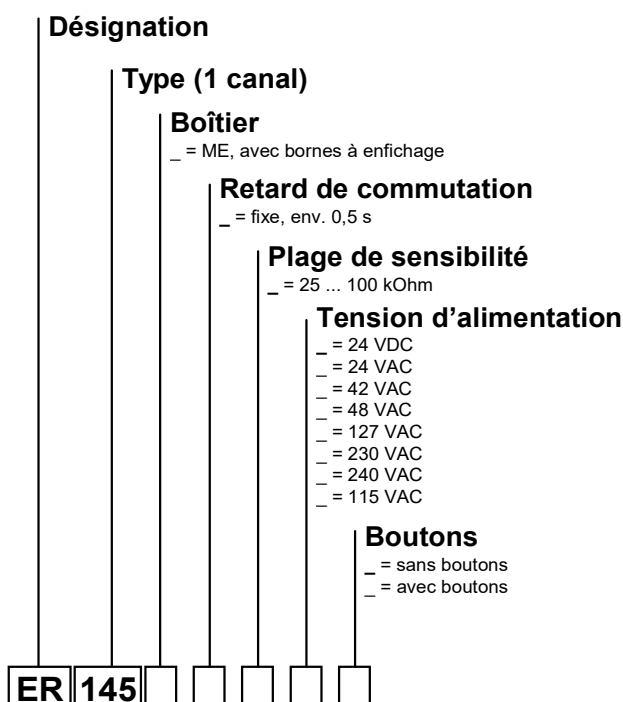 Désignation
Type (1 canal)
Boîtier
_ = ME, avec bornes à enfichage
Retard de commutation
_ = fixe, env. 0,5 s
Plage de sensibilité
_ = 25 ... 100 kOhm
Tension d’alimentation
_ = 24 VDC
_ = 24 VAC
_ = 42 VAC
_ = 48 VAC
_ = 127 VAC
_ = 230 VAC
_ = 240 VAC
_ = 115 VAC
Boutons
_ = sans boutons
_ = avec boutons
ER 145